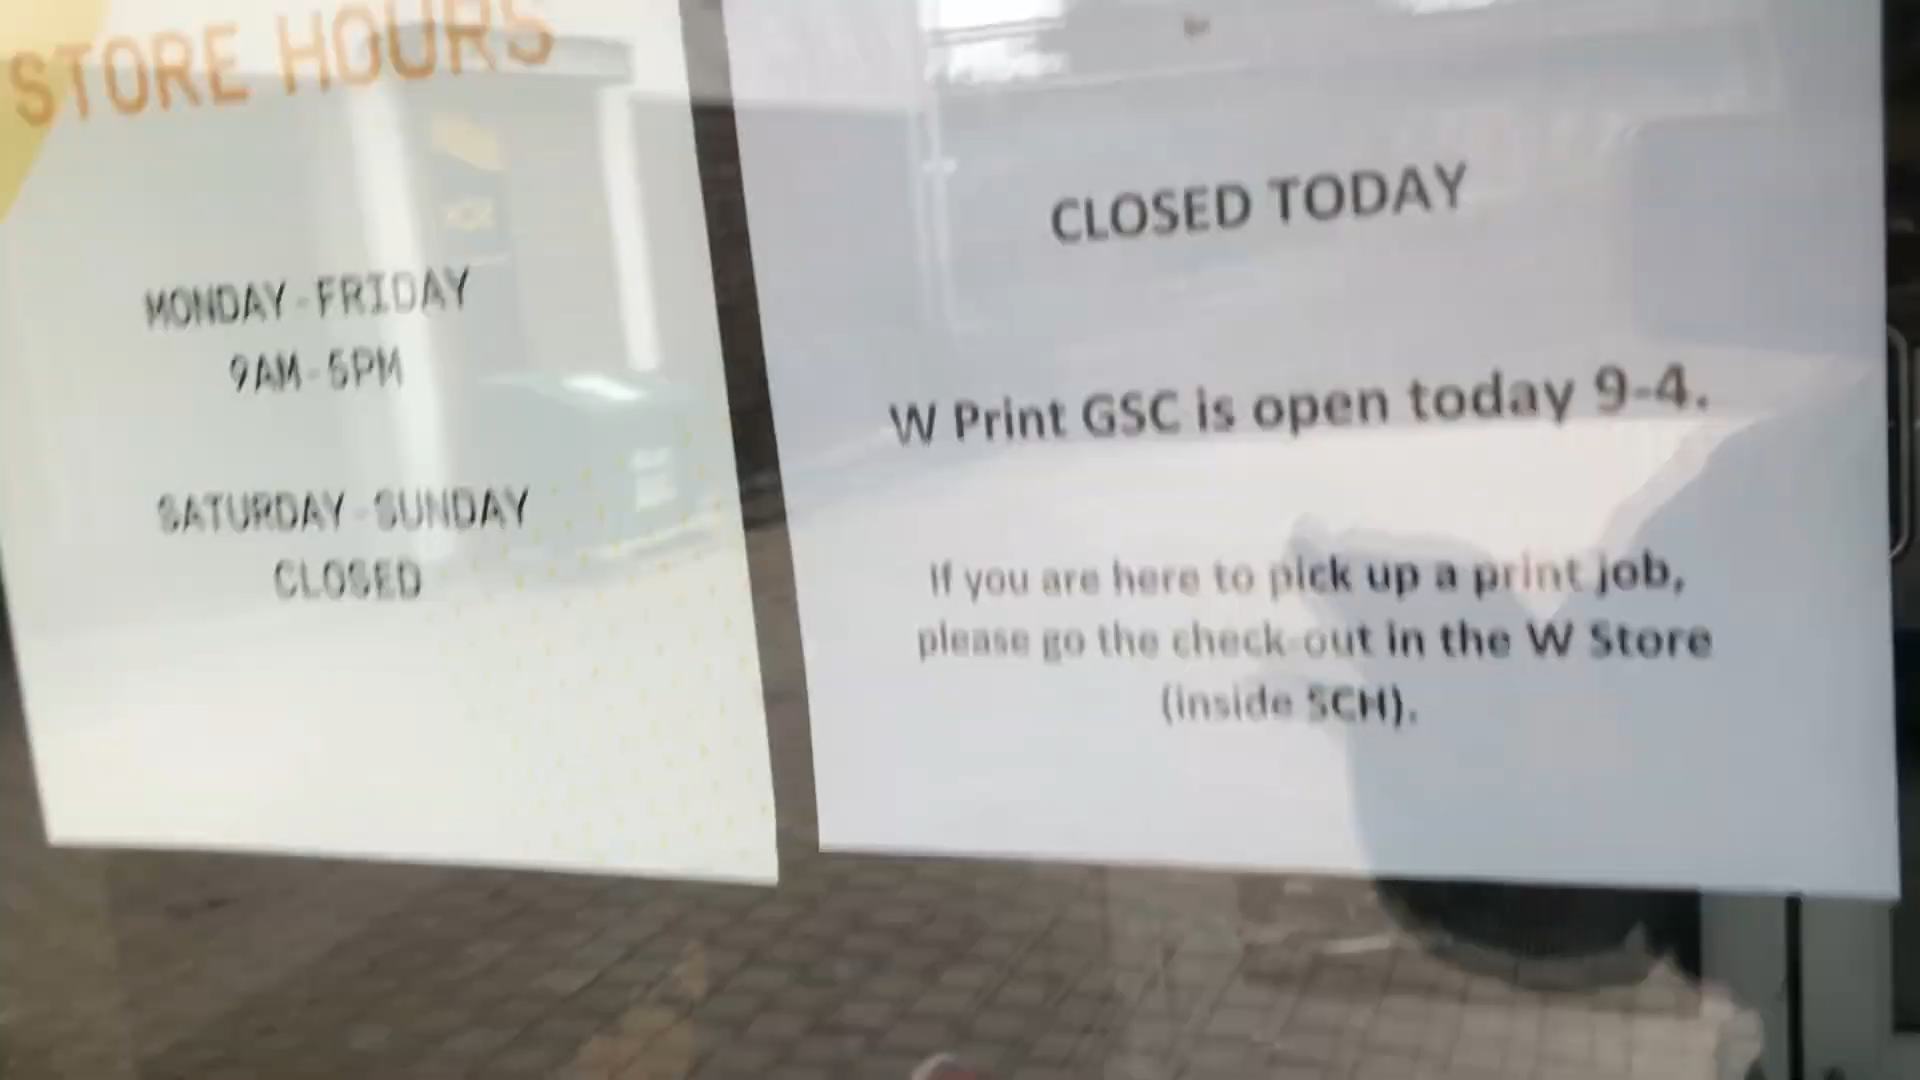 STORE HOURS
MONDAY-FRIDAY
9AM-5PM
SATURDAY-SUNDAY
CLOSED
CLOSED TODAY
W Print GSC is open today 9-4.
If you are here to pick up a print job,
please go the check-out in the W Store
(inside SCH).